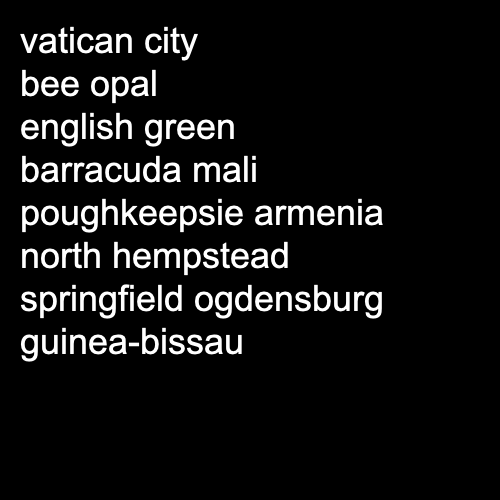 vatican city
bee opal
english green
barracuda mali
poughkeepsie armenia
north hempstead
springfield ogdensburg
guinea-bissau